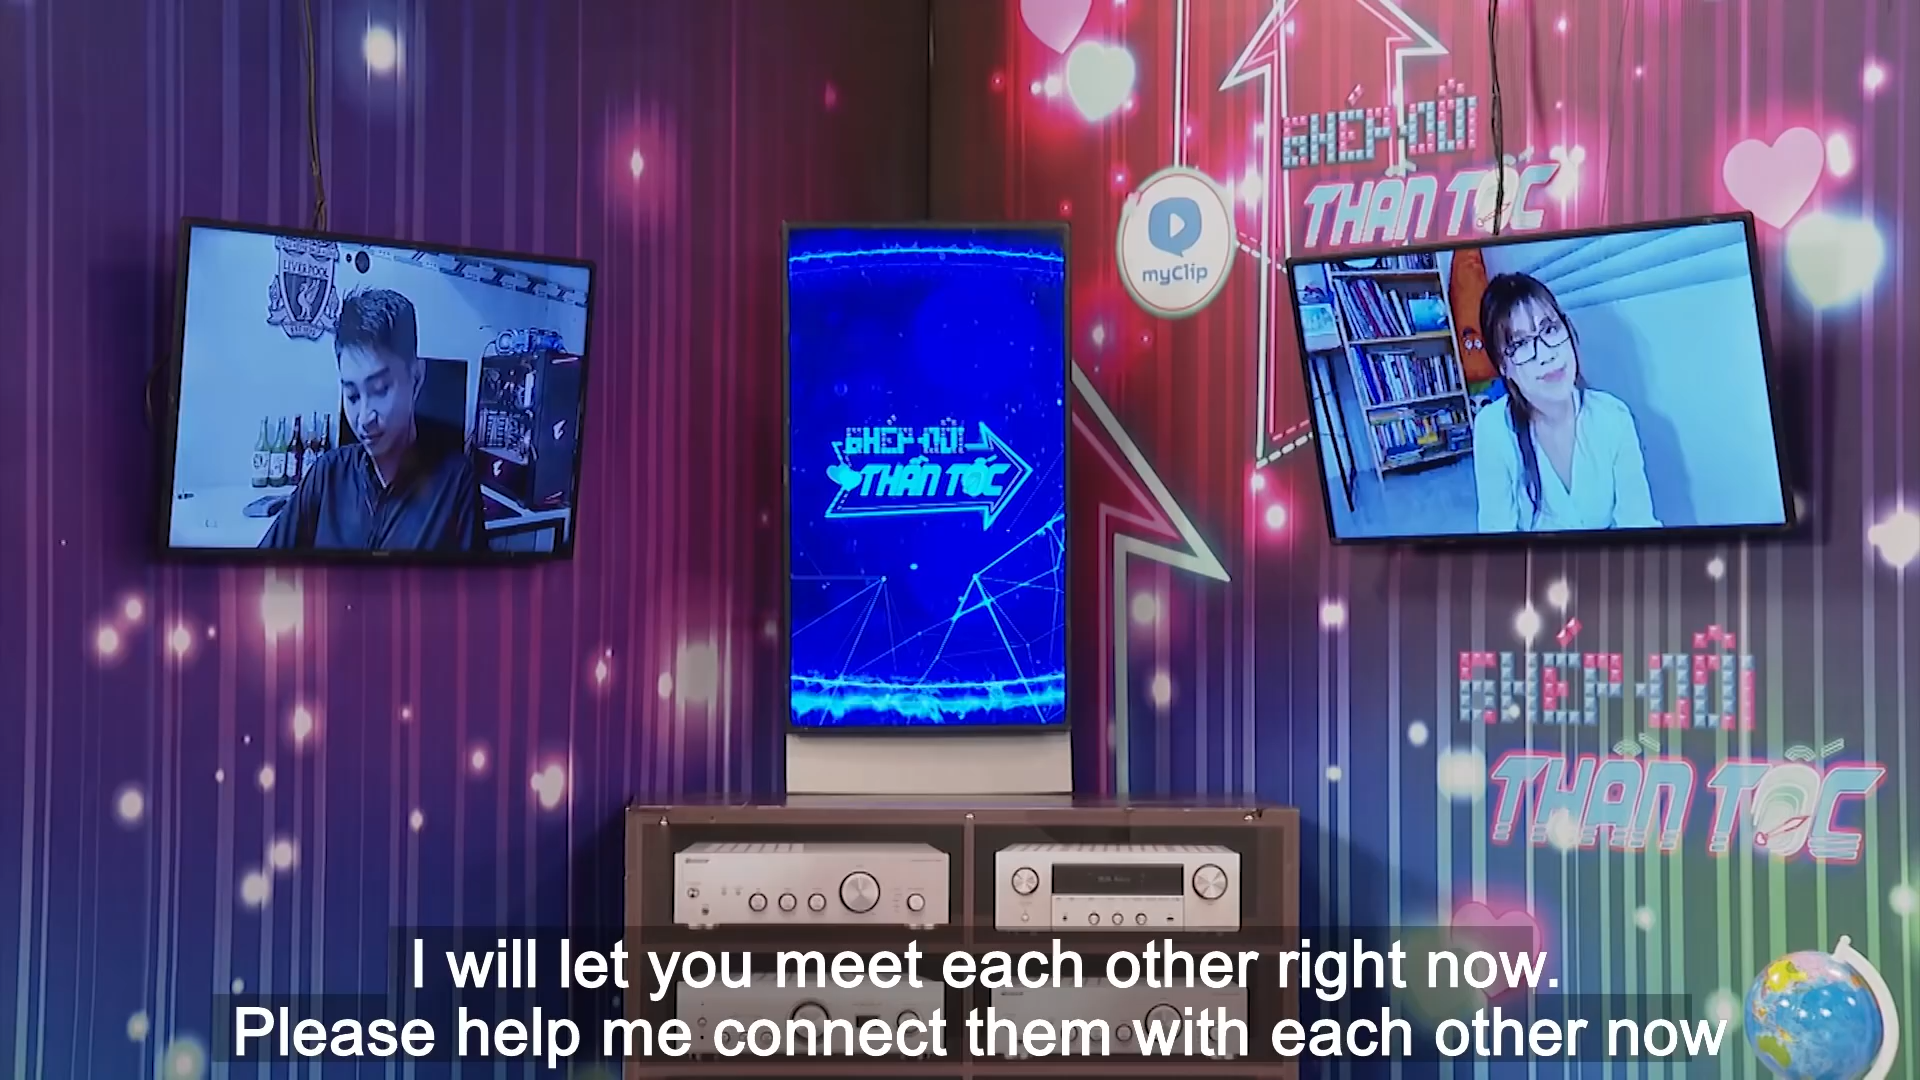 GHÉP ĐÔI
THẦN TỐC
myClip
LIVERPOOL
GHÉP ĐÔI
THẦN TỐC
GHÉP ĐÔI
THẦN TỐC
I will let you meet each other right now.
Please help me connect them with each other now